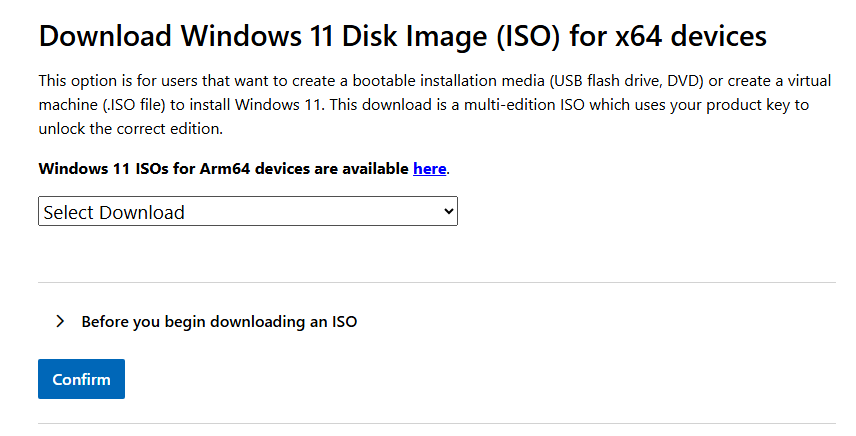 Download Windows 11 Disk Image (ISO) for x64 devices
This option is for users that want to create a bootable installation media (USB flash drive, DVD) or create a virtual
machine (.ISO file) to install Windows 11. This download is a multi-edition ISO which uses your product key to
unlock the correct edition.
Windows 11 ISOs for Arm64 devices are available here.
Select Download
Before you begin downloading an ISO
Confirm